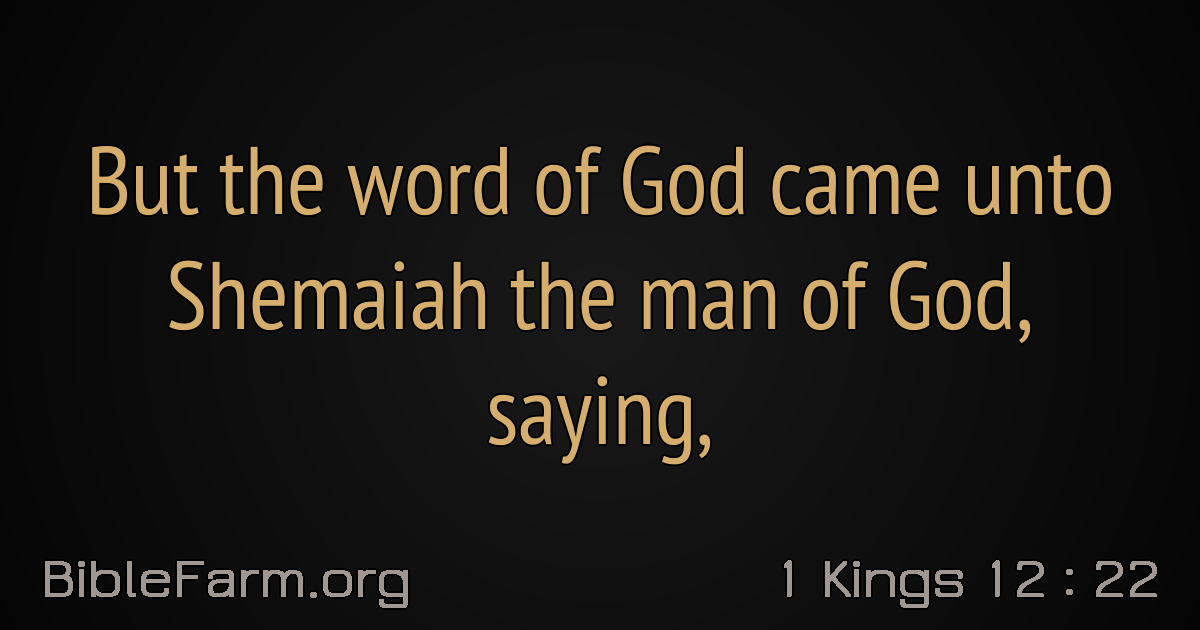 But the word of God came unto
Shemaiah the man of God,
saying,
BibleFarm.org
1 Kings 12 : 22